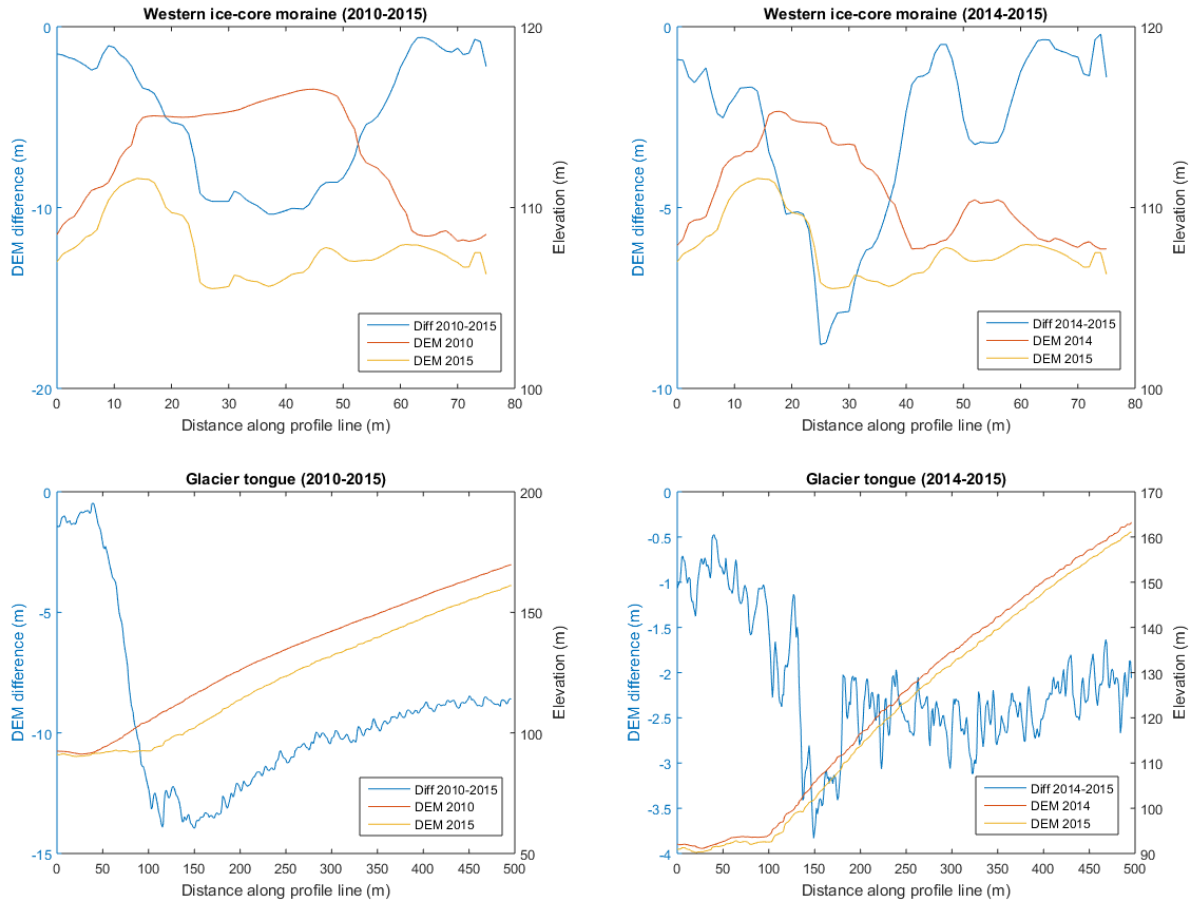 Western ice-core moraine (2010-2015)
0
-10
-20
DEM difference (m)
120
110
100
Elevation (m)
Diff 2010-2015
DEM 2010
DEM 2015
0 10 20 30 40 50 60 70 80
Distance along profile line (m)
Western ice-core moraine (2014-2015)
0
-5
-10
DEM difference (m)
120
110
100
Elevation (m)
Diff 2014-2015
DEM 2014
DEM 2015
0 10 20 30 40 50 60 70 80
Distance along profile line (m)
Glacier tongue (2010-2015)
0
-5
-10
-15
DEM difference (m)
200
150
100
50
Elevation (m)
Diff 2010-2015
DEM 2010
DEM 2015
0 50 100 150 200 250 300 350 400 450 500
Distance along profile line (m)
Glacier tongue (2014-2015)
0
-0.5
-1
-1.5
-2
-2.5
-3
-3.5
-4
DEM difference (m)
170
160
150
140
130
120
110
100
90
Elevation (m)
Diff 2014-2015
DEM 2014
DEM 2015
0 50 100 150 200 250 300 350 400 450 500
Distance along profile line (m)